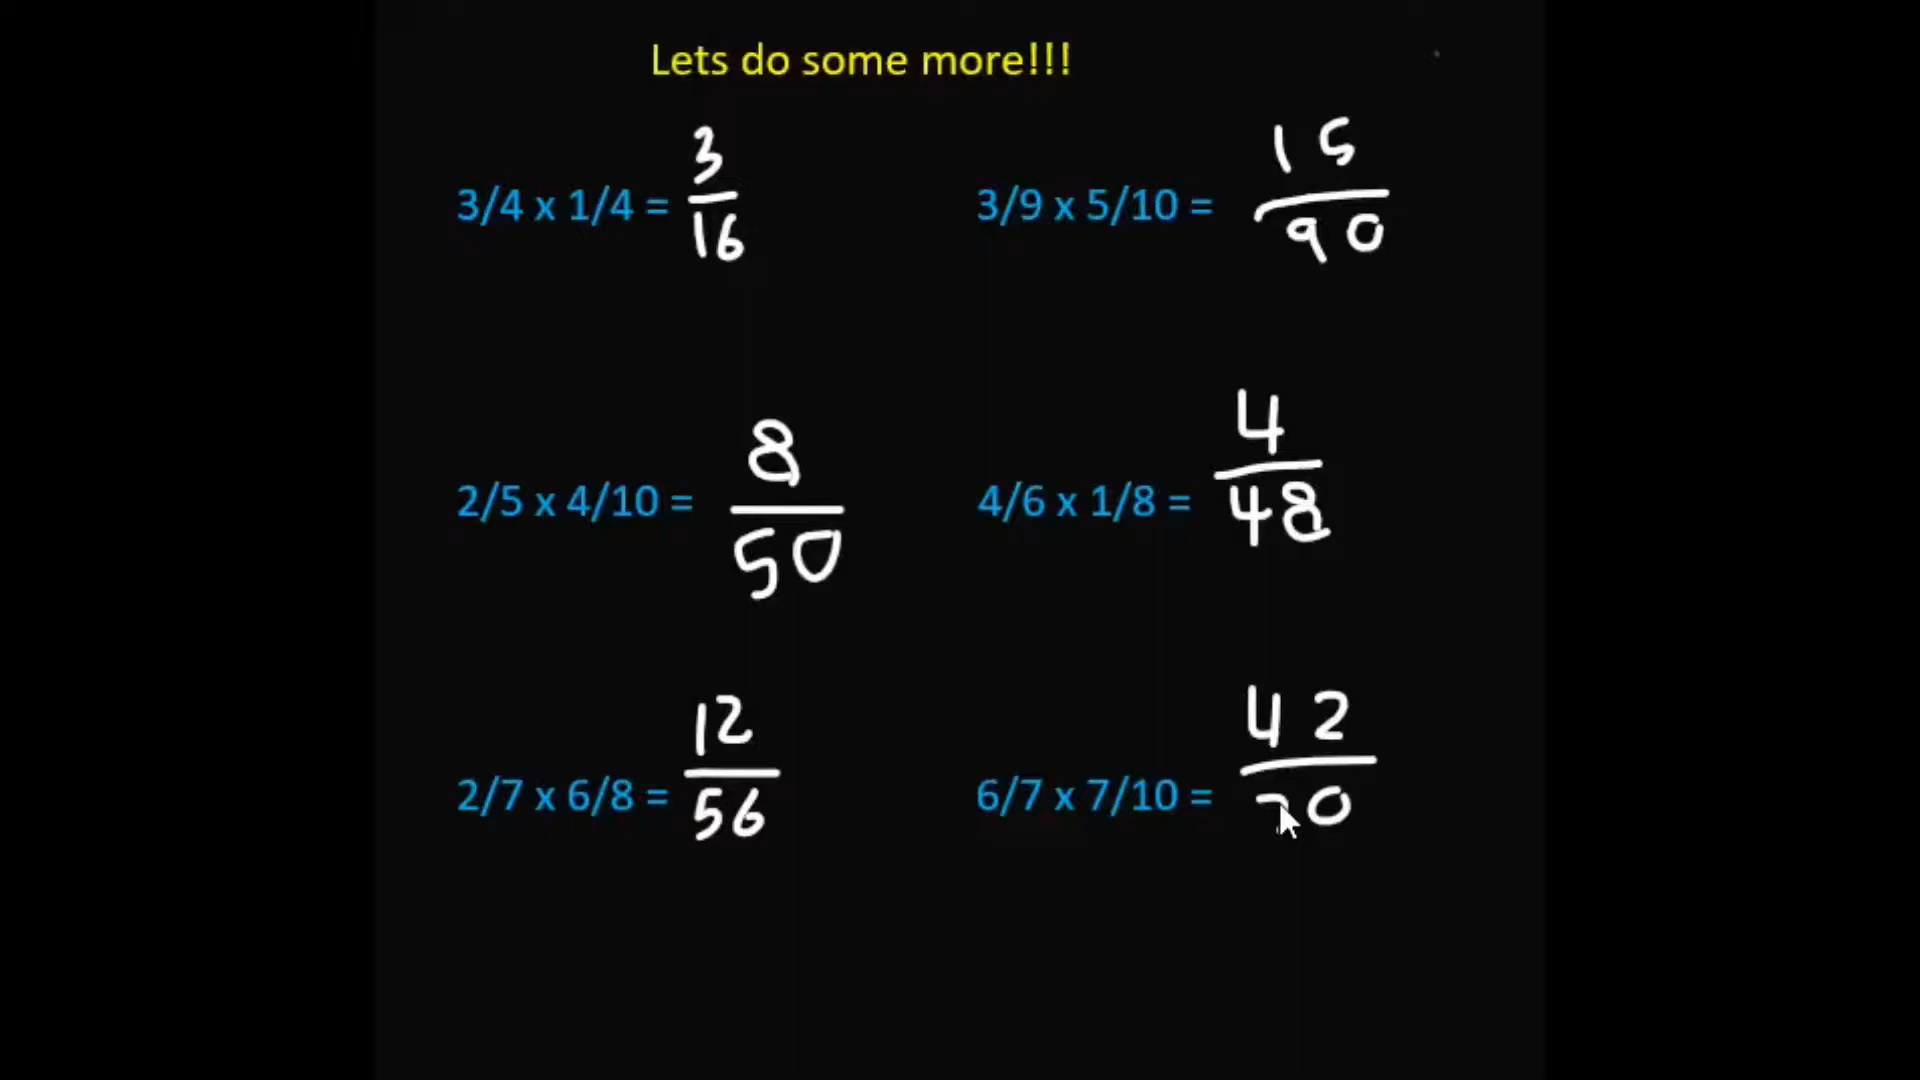 Lets do some more!!!
3/4 x 1/4 = 3/16
3/9 x 5/10 = 15/90
2/5 x 4/10 = 8/50
4/6 x 1/8 = 4/48
2/7 x 6/8 = 12/56
6/7 x 7/10 = 42/70